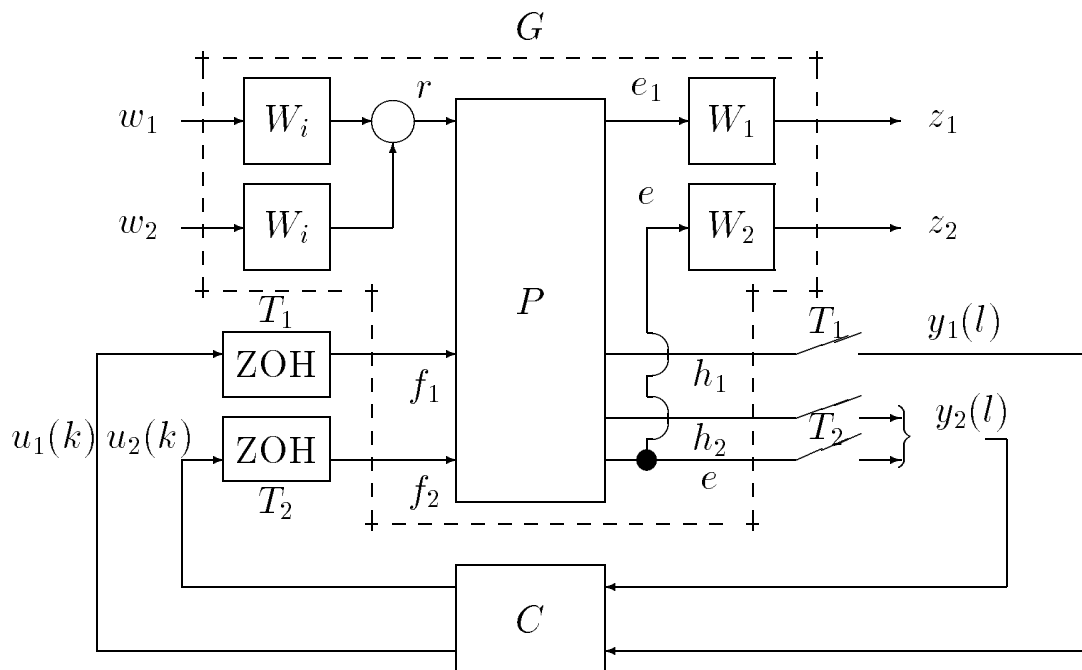 G
w₁ Wᵢ r e₁ W₁ z₁
w₂ Wᵢ e W₂ z₂
P
T₁ ZOH f₁ h₁ T₁ y₁(l)
u₁(k) u₂(k) ZOH T₂ f₂ h₂ T₂ e y₂(l)
C